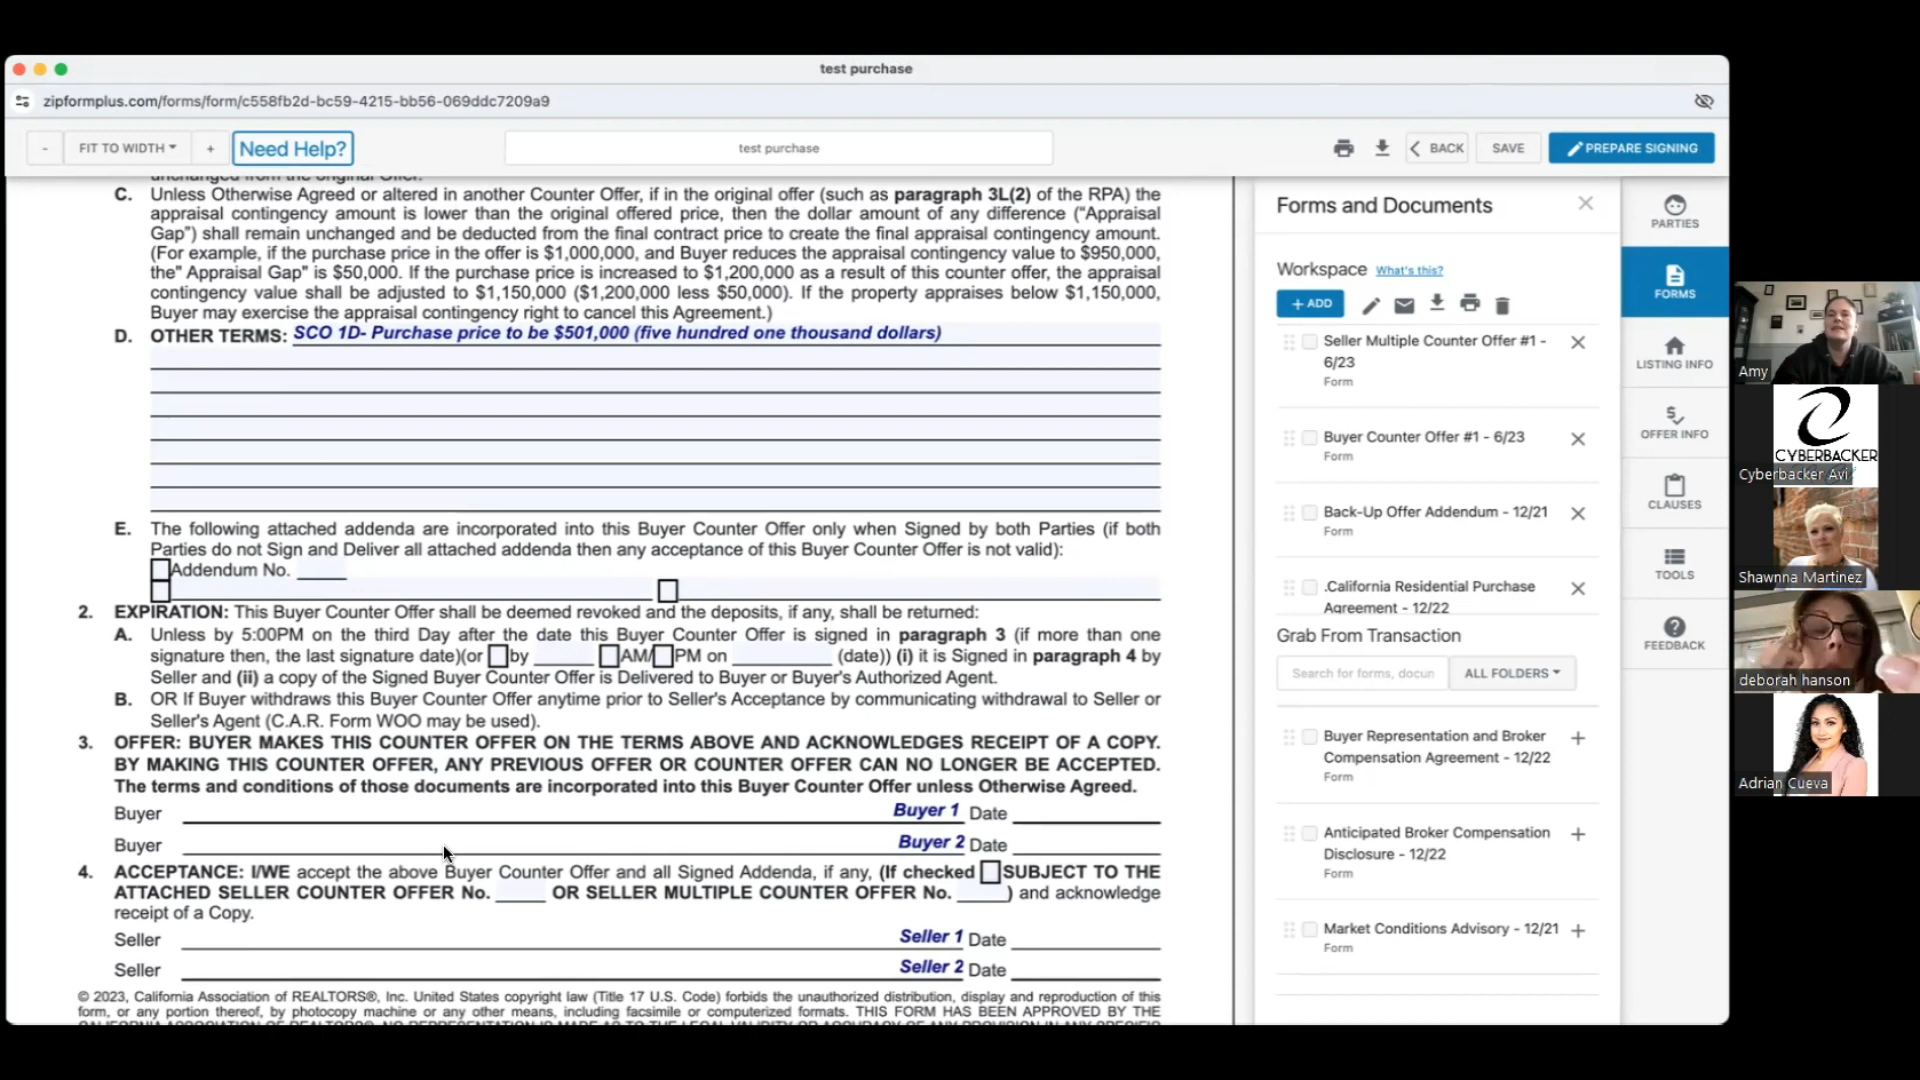 test purchase
zipformplus.com/forms/form/c558fb2d-bc59-4215-bb56-069ddc7209a9
- FIT TO WIDTH + Need Help? test purchase BACK SAVE PREPARE SIGNING
unchanged from the original Offer.
C. Unless Otherwise Agreed or altered in another Counter Offer, if in the original offer (such as paragraph 3L(2) of the RPA) the
appraisal contingency amount is lower than the original offered price, then the dollar amount of any difference ("Appraisal
Gap") shall remain unchanged and be deducted from the final contract price to create the final appraisal contingency amount.
(For example, if the purchase price in the offer is $1,000,000, and Buyer reduces the appraisal contingency value to $950,000,
the" Appraisal Gap" is $50,000. If the purchase price is increased to $1,200,000 as a result of this counter offer, the appraisal
contingency value shall be adjusted to $1,150,000 ($1,200,000 less $50,000). If the property appraises below $1,150,000,
Buyer may exercise the appraisal contingency right to cancel this Agreement.)
D. OTHER TERMS: SCO 1D- Purchase price to be $501,000 (five hundred one thousand dollars)
E. The following attached addenda are incorporated into this Buyer Counter Offer only when Signed by both Parties (if both
Parties do not Sign and Deliver all attached addenda then any acceptance of this Buyer Counter Offer is not valid):
Addendum No.
2. EXPIRATION: This Buyer Counter Offer shall be deemed revoked and the deposits, if any, shall be returned:
A. Unless by 5:00PM on the third Day after the date this Buyer Counter Offer is signed in paragraph 3 (if more than one
signature then, the last signature date)(or by AM/ PM on (date)) (i) it is Signed in paragraph 4 by
Seller and (ii) a copy of the Signed Buyer Counter Offer is Delivered to Buyer or Buyer's Authorized Agent.
B. OR If Buyer withdraws this Buyer Counter Offer anytime prior to Seller's Acceptance by communicating withdrawal to Seller or
Seller's Agent (C.A.R. Form WOO may be used).
3. OFFER: BUYER MAKES THIS COUNTER OFFER ON THE TERMS ABOVE AND ACKNOWLEDGES RECEIPT OF A COPY.
BY MAKING THIS COUNTER OFFER, ANY PREVIOUS OFFER OR COUNTER OFFER CAN NO LONGER BE ACCEPTED.
The terms and conditions of those documents are incorporated into this Buyer Counter Offer unless Otherwise Agreed.
Buyer Buyer 1 Date
Buyer Buyer 2 Date
4. ACCEPTANCE: I/WE accept the above Buyer Counter Offer and all Signed Addenda, if any, (If checked SUBJECT TO THE
ATTACHED SELLER COUNTER OFFER No. OR SELLER MULTIPLE COUNTER OFFER No. ) and acknowledge
receipt of a Copy.
Seller Seller 1 Date
Seller Seller 2 Date
© 2023, California Association of REALTORS®, Inc. United States copyright law (Title 17 U.S. Code) forbids the unauthorized distribution, display and reproduction of this
form, or any portion thereof, by photocopy machine or any other means, including facsimile or computerized formats. THIS FORM HAS BEEN APPROVED BY THE
Forms and Documents
Workspace What's this?
+ ADD
Seller Multiple Counter Offer #1 -
6/23
Form
Buyer Counter Offer #1 - 6/23
Form
Back-Up Offer Addendum - 12/21
Form
.California Residential Purchase
Agreement - 12/22
Grab From Transaction
Search for forms, docun ALL FOLDERS
Buyer Representation and Broker
Compensation Agreement - 12/22
Form
Anticipated Broker Compensation
Disclosure - 12/22
Form
Market Conditions Advisory - 12/21
Form
PARTIES
FORMS
LISTING INFO
OFFER INFO
CLAUSES
TOOLS
FEEDBACK
Amy
CYBERBACKER
Cyberbacker Avi
Shawnna Martinez
deborah hanson
Adrian Cueva